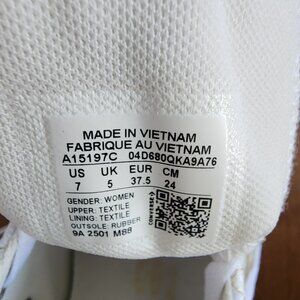 MADE IN VIETNAM
FABRIQUE AU VIETNAM
A15197C 04D680QKA9A76
US UK EUR CM
7 5 37.5 24
GENDER: WOMEN
UPPER: TEXTILE
LINING: TEXTILE
OUTSOLE: RUBBER
9A 2501 M88
CONVERSE